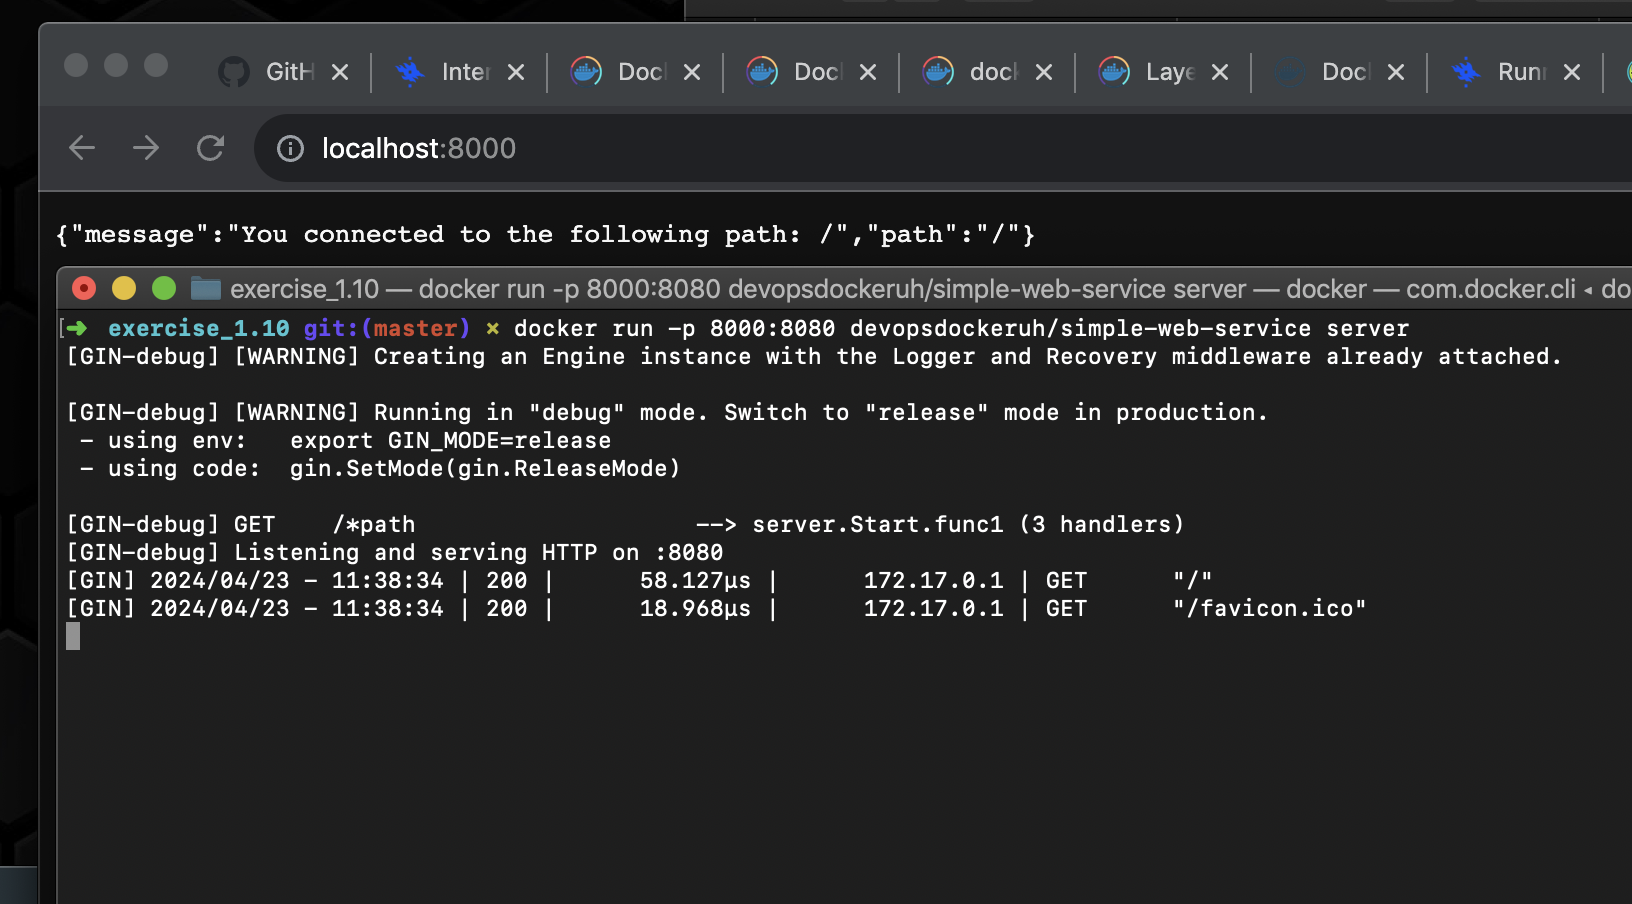 GitH
Inter
Doc
Doc
doc
Laye
Doc
Run
localhost:8000
{"message":"You connected to the following path: /","path":"/"}
exercise_1.10 — docker run -p 8000:8080 devopsdockeruh/simple-web-service server — docker — com.docker.cli ◂ do
[➜  exercise_1.10 git:(master) ✗ docker run -p 8000:8080 devopsdockeruh/simple-web-service server
[GIN-debug] [WARNING] Creating an Engine instance with the Logger and Recovery middleware already attached.
[GIN-debug] [WARNING] Running in "debug" mode. Switch to "release" mode in production.
- using env:   export GIN_MODE=release
- using code:  gin.SetMode(gin.ReleaseMode)
[GIN-debug] GET    /*path                    --> server.Start.func1 (3 handlers)
[GIN-debug] Listening and serving HTTP on :8080
[GIN] 2024/04/23 - 11:38:34 | 200 |      58.127µs |      172.17.0.1 | GET      "/"
[GIN] 2024/04/23 - 11:38:34 | 200 |      18.968µs |      172.17.0.1 | GET      "/favicon.ico"